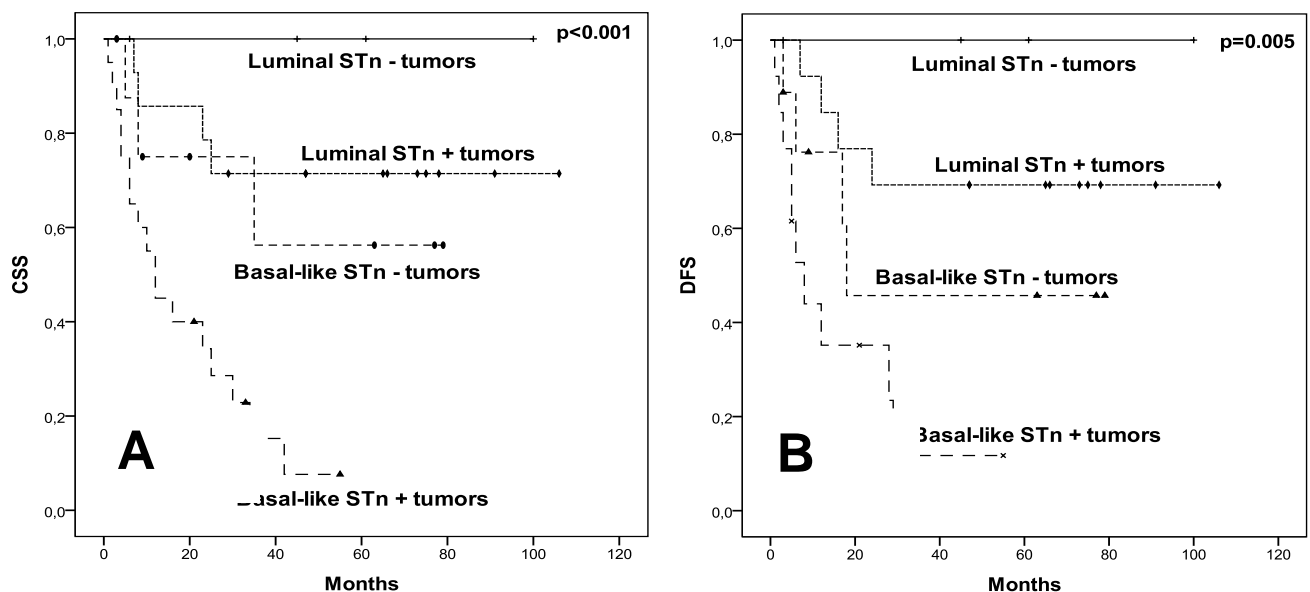 p<0.001
1,0
Luminal STn - tumors
0,8
Luminal STn + tumors
0,6
Basal-like STn - tumors
CSS
0,4
0,2
A
Basal-like STn + tumors
0,0
0 20 40 60 80 100 120
Months
p=0.005
1,0
Luminal STn - tumors
0,8
Luminal STn + tumors
0,6
Basal-like STn - tumors
DFS
0,4
0,2
Basal-like STn + tumors
B
0,0
0 20 40 60 80 100 120
Months